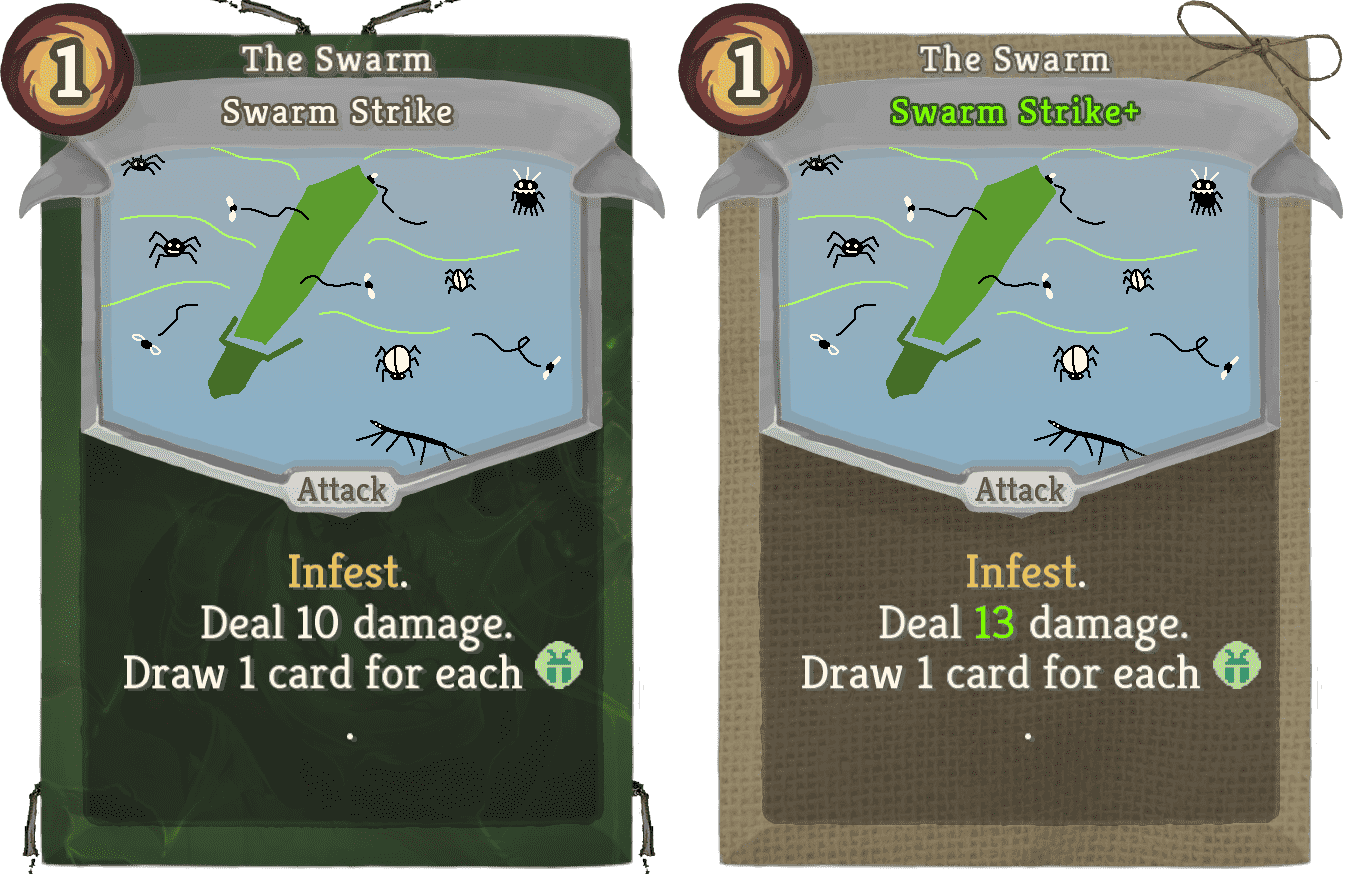 1
The Swarm
Swarm Strike
Attack
Infest.
Deal 10 damage.
Draw 1 card for each
.
1
The Swarm
Swarm Strike+
Attack
Infest.
Deal 13 damage.
Draw 1 card for each
.